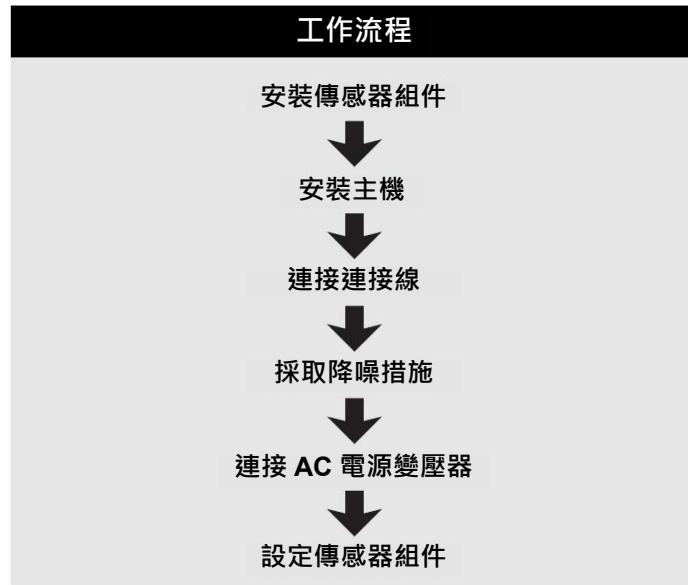 工作流程
安裝傳感器組件
安裝主機
連接連接線
採取降噪措施
連接 AC 電源變壓器
設定傳感器組件